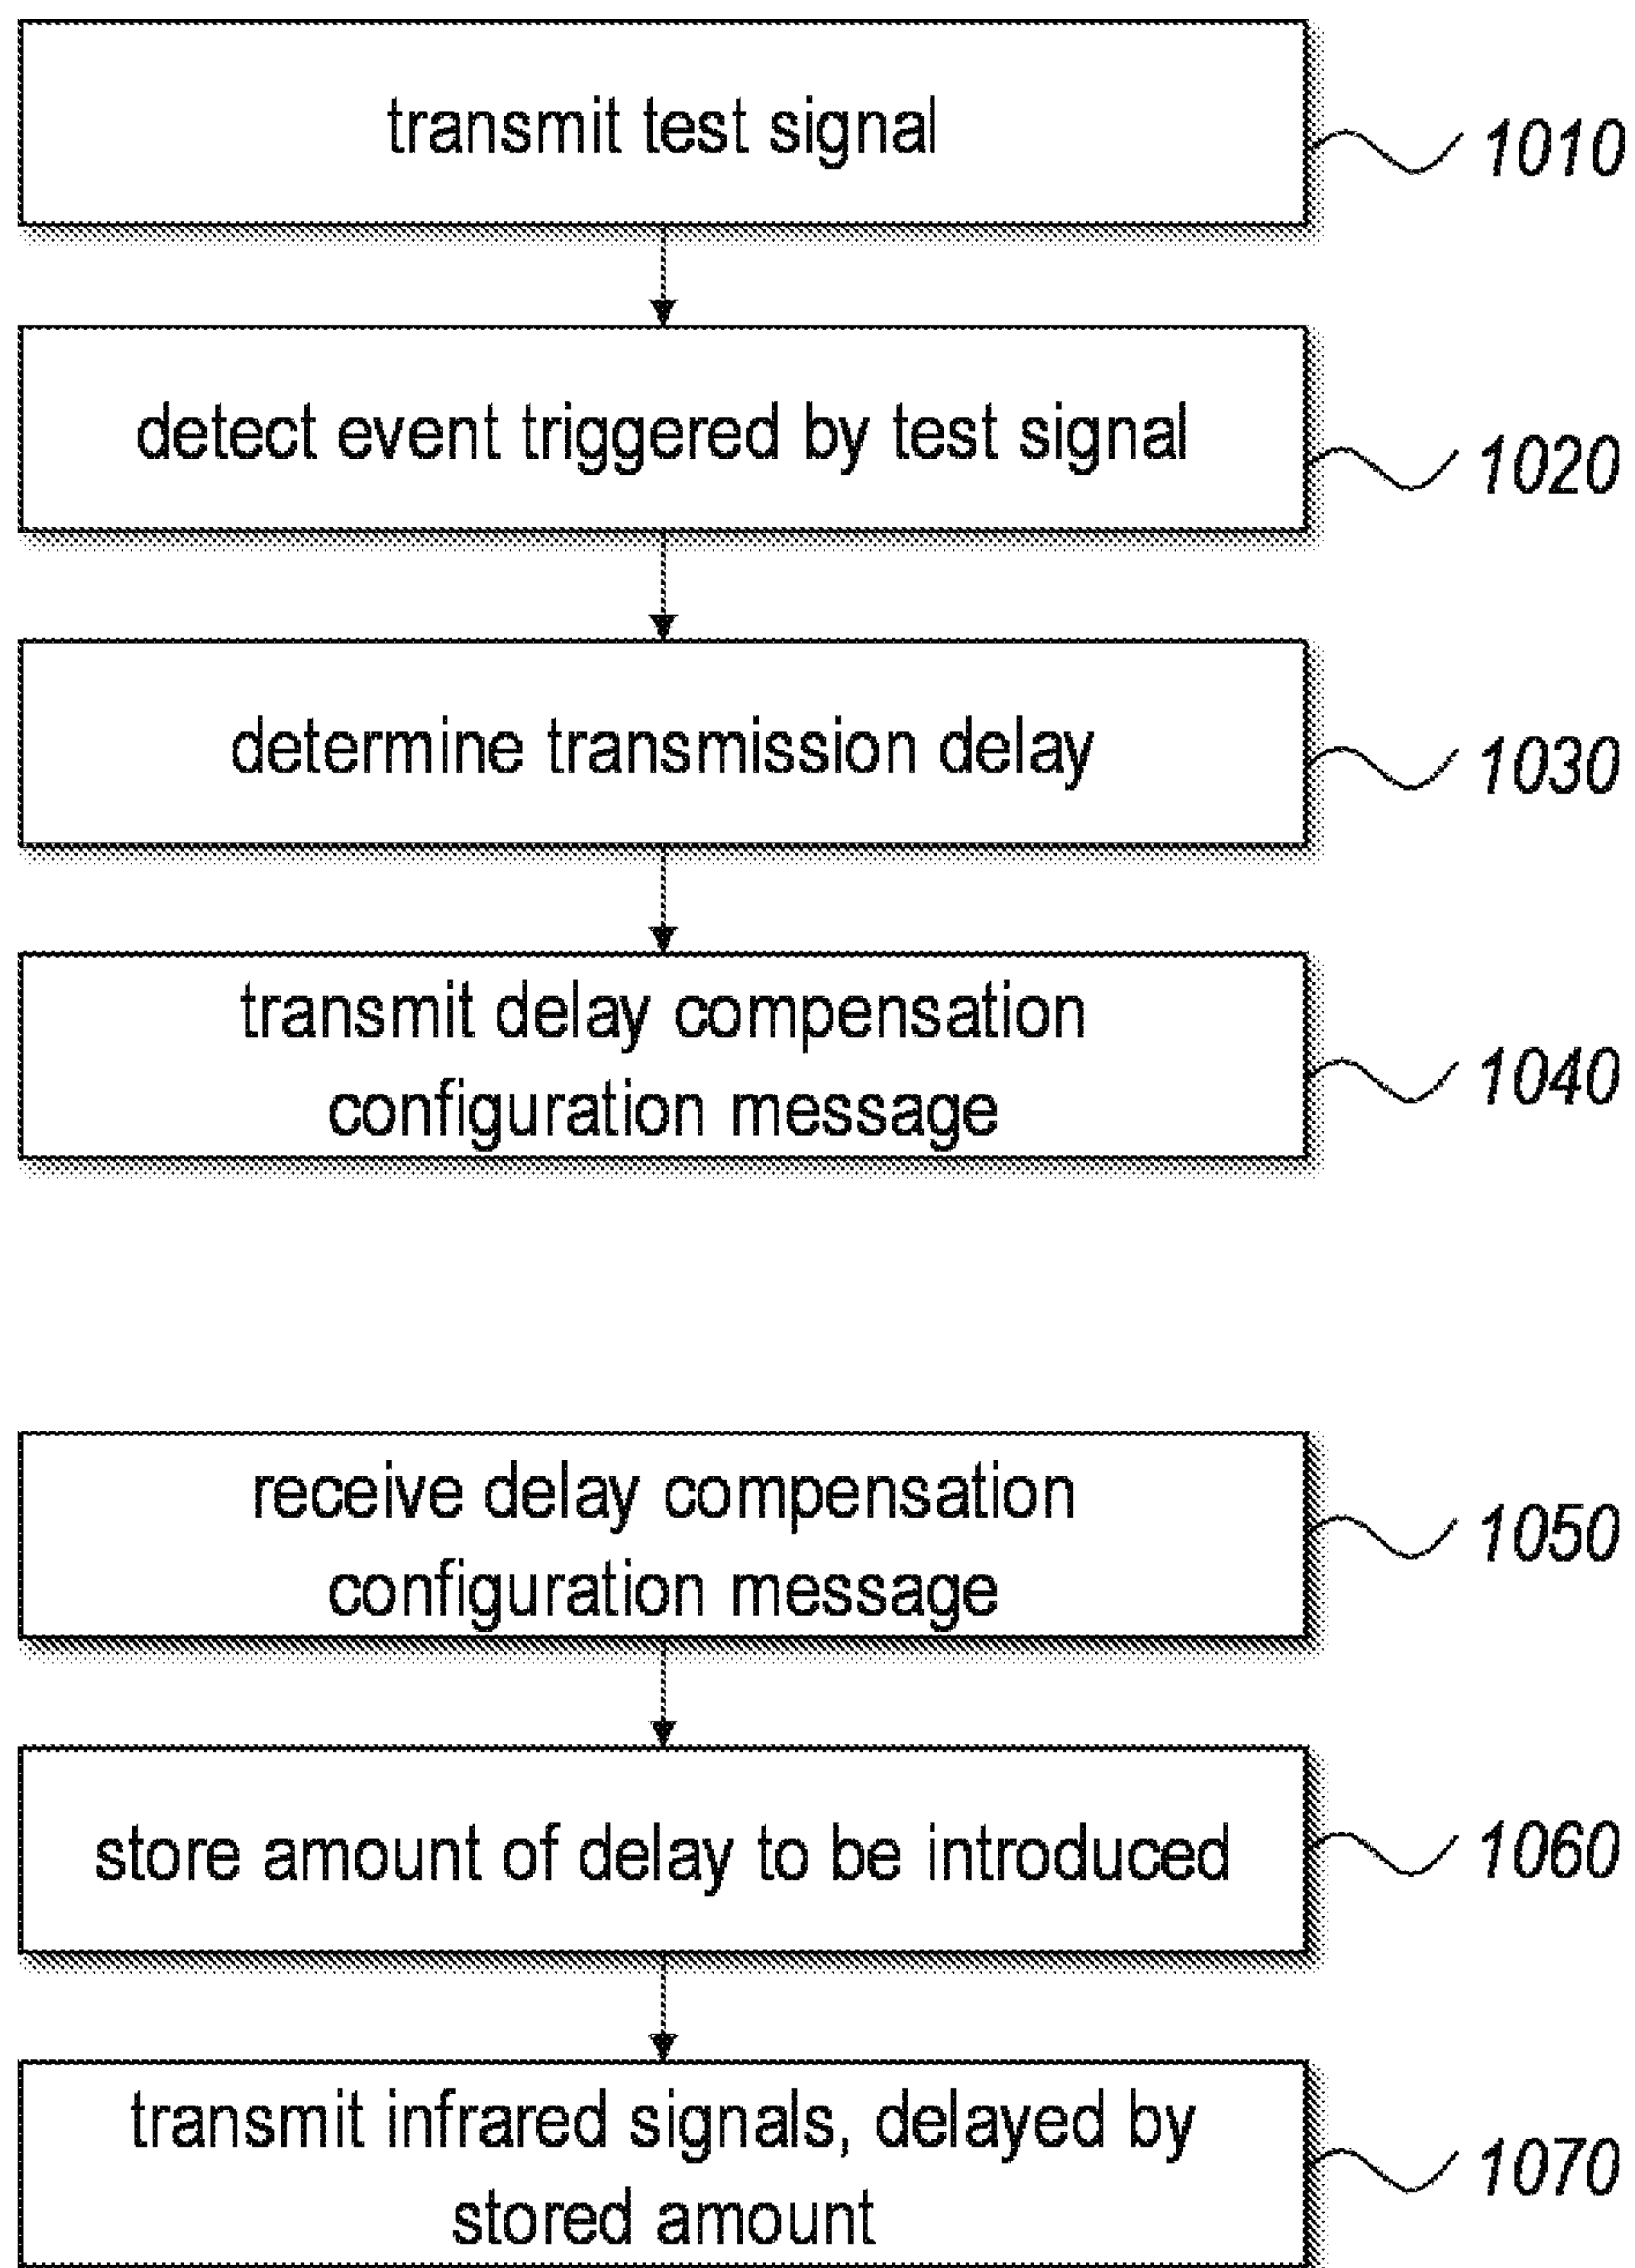 transmit test signal
1010
detect event triggered by test signal
1020
determine transmission delay
1030
transmit delay compensation
configuration message
1040
receive delay compensation
configuration message
1050
store amount of delay to be introduced
1060
transmit infrared signals, delayed by
stored amount
1070